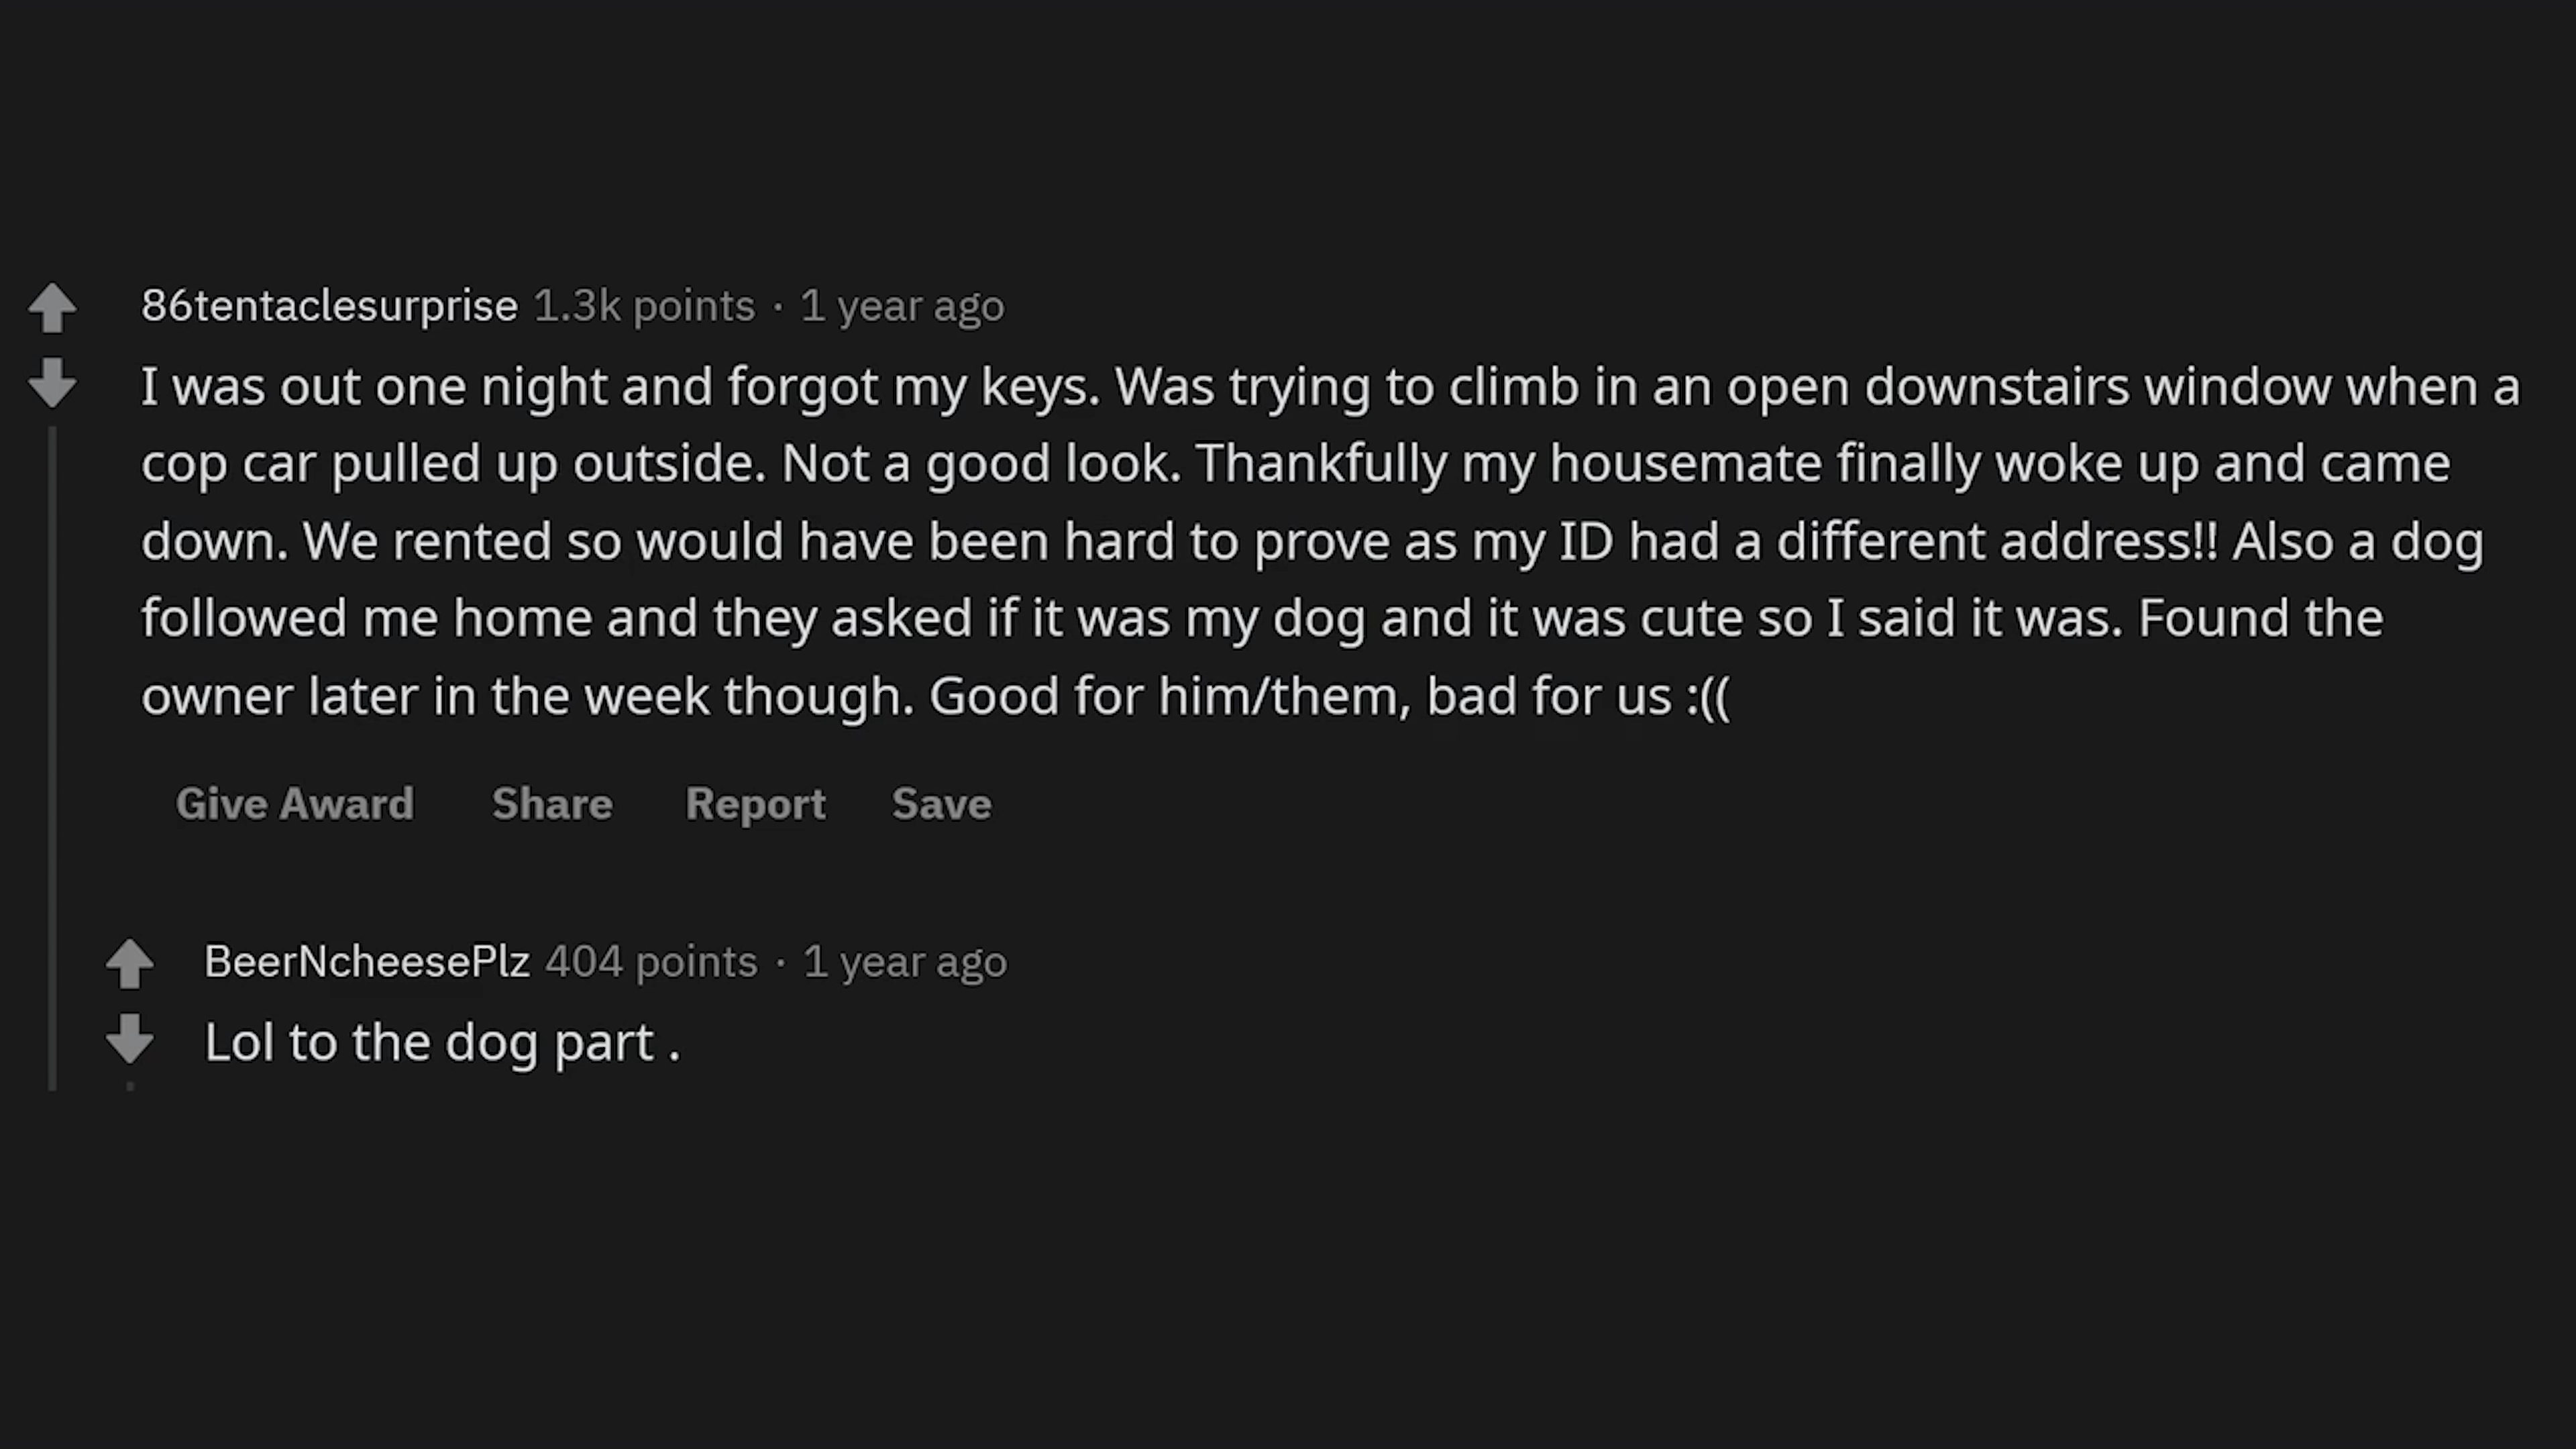 86tentaclesurprise 1.3k points · 1 year ago
I was out one night and forgot my keys. Was trying to climb in an open downstairs window when a
cop car pulled up outside. Not a good look. Thankfully my housemate finally woke up and came
down. We rented so would have been hard to prove as my ID had a different address!! Also a dog
followed me home and they asked if it was my dog and it was cute so I said it was. Found the
owner later in the week though. Good for him/them, bad for us :((
Give Award Share Report Save
BeerNcheesePlz 404 points · 1 year ago
Lol to the dog part .